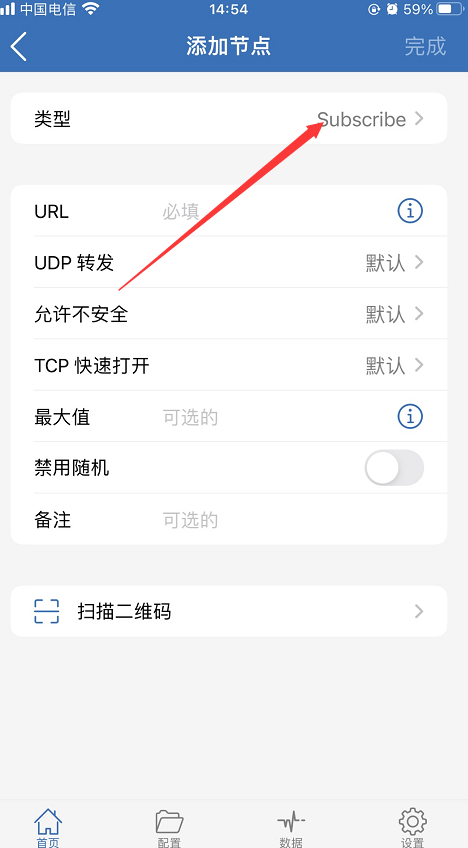 中国电信 14:54 59%
添加节点 完成
类型 Subscribe
URL 必填
UDP 转发 默认
允许不安全 默认
TCP 快速打开 默认
最大值 可选的
禁用随机
备注 可选的
扫描二维码
首页 配置 数据 设置